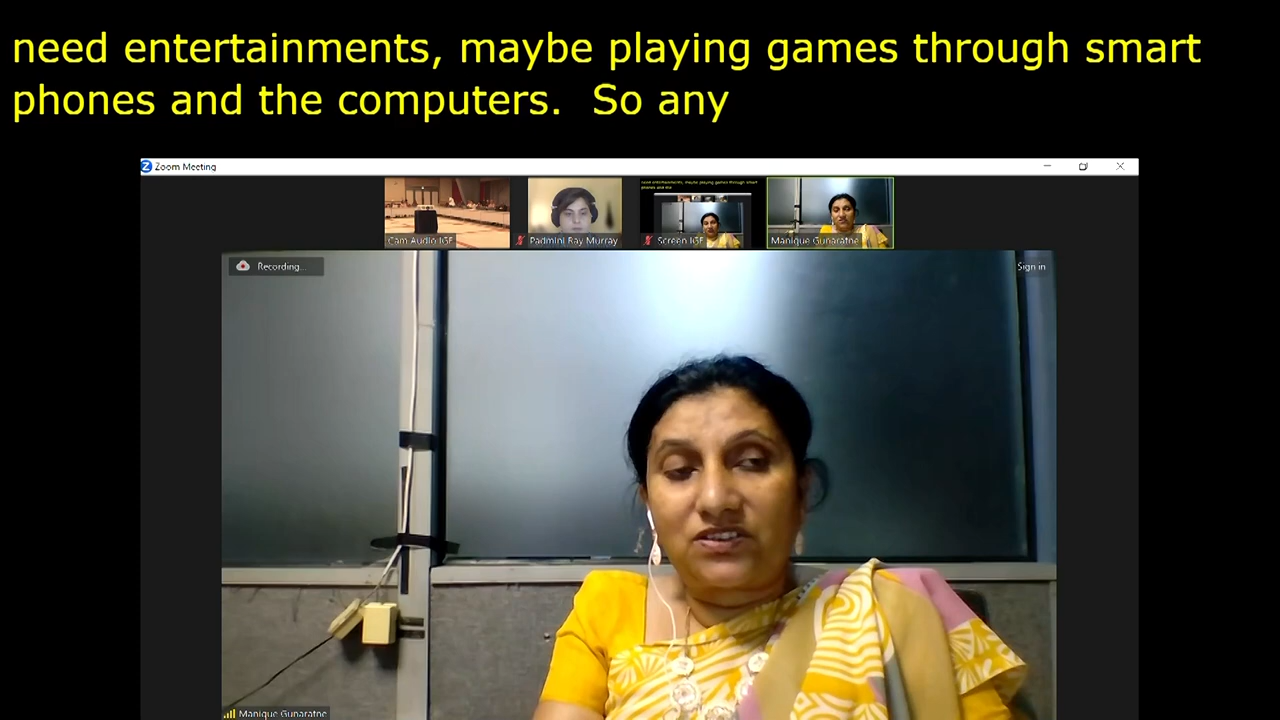 need entertainments, maybe playing games through smart
phones and the computers.  So any
Zoom Meeting
Cam Audio IGF
Padmini Ray Murray
Screen IGF
Manique Gunaratne
Recording...
Sign in
Manique Gunaratne